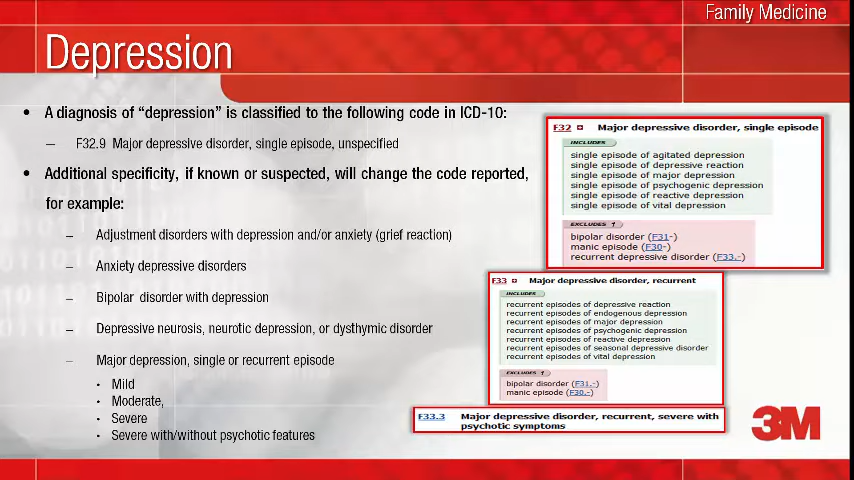 Family Medicine
Depression
• A diagnosis of “depression” is classified to the following code in ICD-10:
– F32.9 Major depressive disorder, single episode, unspecified
• Additional specificity, if known or suspected, will change the code reported,
for example:
– Adjustment disorders with depression and/or anxiety (grief reaction)
– Anxiety depressive disorders
– Bipolar disorder with depression
– Depressive neurosis, neurotic depression, or dysthymic disorder
– Major depression, single or recurrent episode
• Mild
• Moderate,
• Severe
• Severe with/without psychotic features
F32 Major depressive disorder, single episode
INCLUDES
single episode of agitated depression
single episode of depressive reaction
single episode of major depression
single episode of psychogenic depression
single episode of reactive depression
single episode of vital depression
EXCLUDES 1
bipolar disorder (F31-)
manic episode (F30-)
recurrent depressive disorder (F33.-)
F33 Major depressive disorder, recurrent
INCLUDES
recurrent episodes of depressive reaction
recurrent episodes of endogenous depression
recurrent episodes of major depression
recurrent episodes of psychogenic depression
recurrent episodes of reactive depression
recurrent episodes of seasonal depressive disorder
recurrent episodes of vital depression
EXCLUDES 1
bipolar disorder (F31.-)
manic episode (F30.-)
F33.3 Major depressive disorder, recurrent, severe with
psychotic symptoms
3M